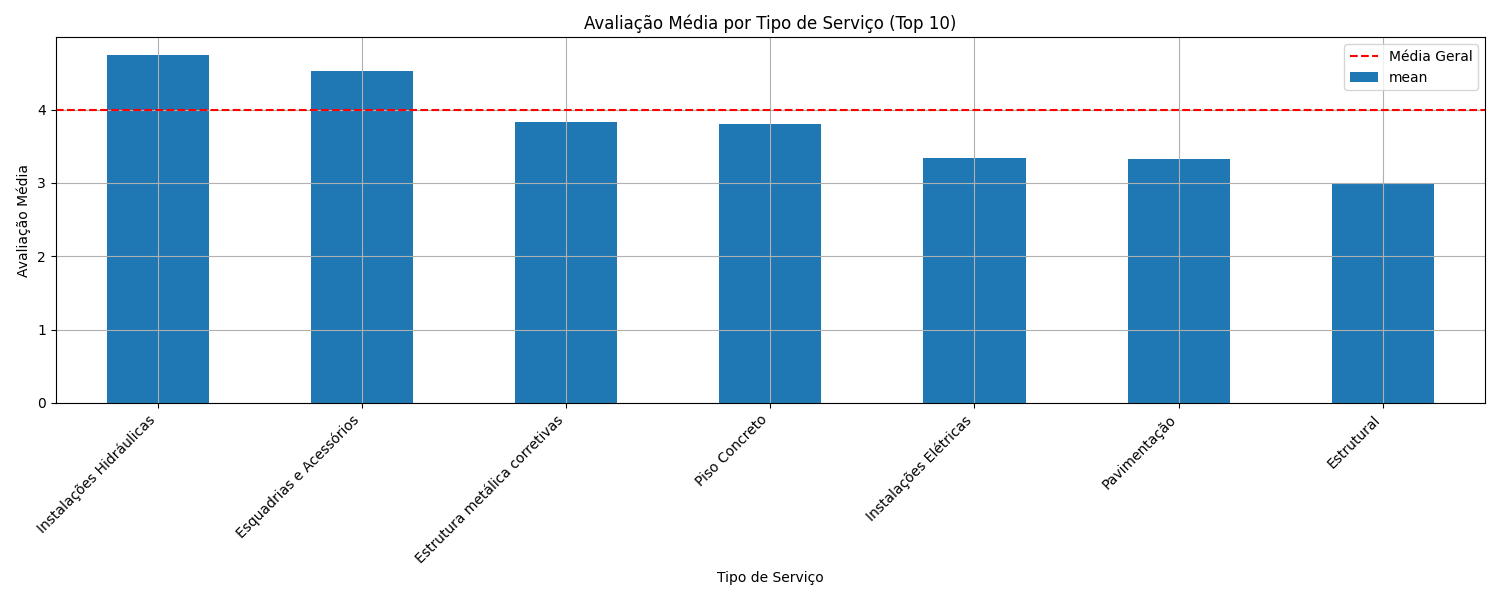 Avaliação Média por Tipo de Serviço (Top 10)
Média Geral
mean
Avaliação Média
4
3
2
1
0
Instalações Hidráulicas
Esquadrias e Acessórios
Estrutura metálica corretivas
Piso Concreto
Instalações Elétricas
Pavimentação
Estrutural
Tipo de Serviço